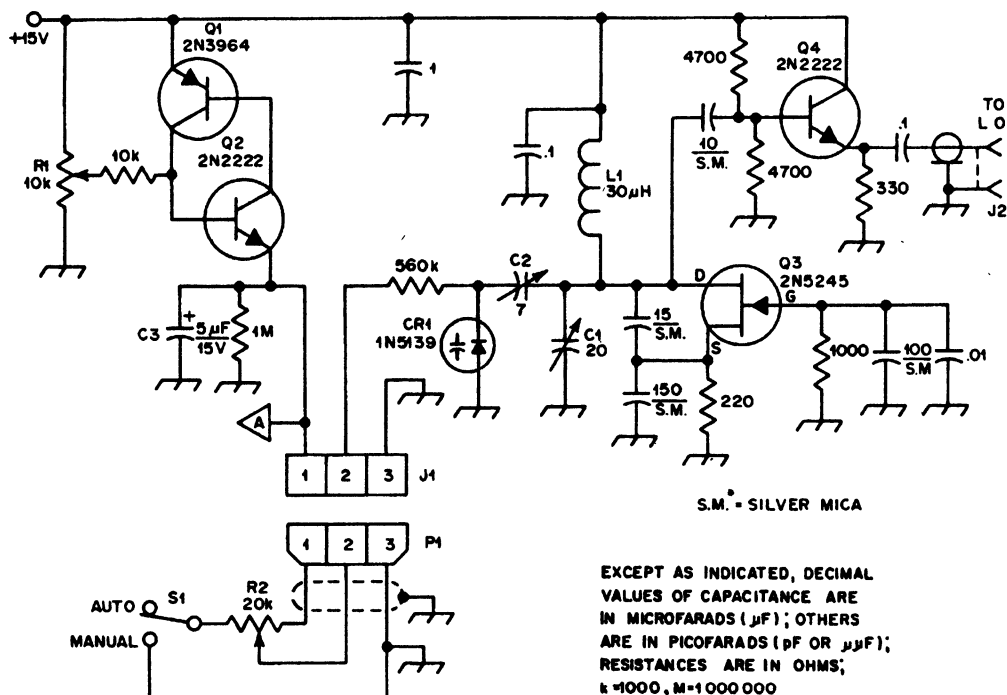 +15V
Q1
2N3964
Q2
2N2222
R1
10k
10k
C3
+
5µF
15V
1M
A
.1
.1
L1
30µH
4700
10
S.M.
4700
Q4
2N2222
.1
330
TO
L O
J2
560k
C2
7
CR1
1N5139
C1
20
15
S.M.
150
S.M.
220
D
S
G
Q3
2N5245
1000
100
S.M
.01
1 2 3
J1
1 2 3
P1
AUTO
S1
MANUAL
R2
20k
S.M. = SILVER MICA
EXCEPT AS INDICATED, DECIMAL
VALUES OF CAPACITANCE ARE
IN MICROFARADS (µF); OTHERS
ARE IN PICOFARADS (pF OR µµF);
RESISTANCES ARE IN OHMS;
k=1000, M=1000 000